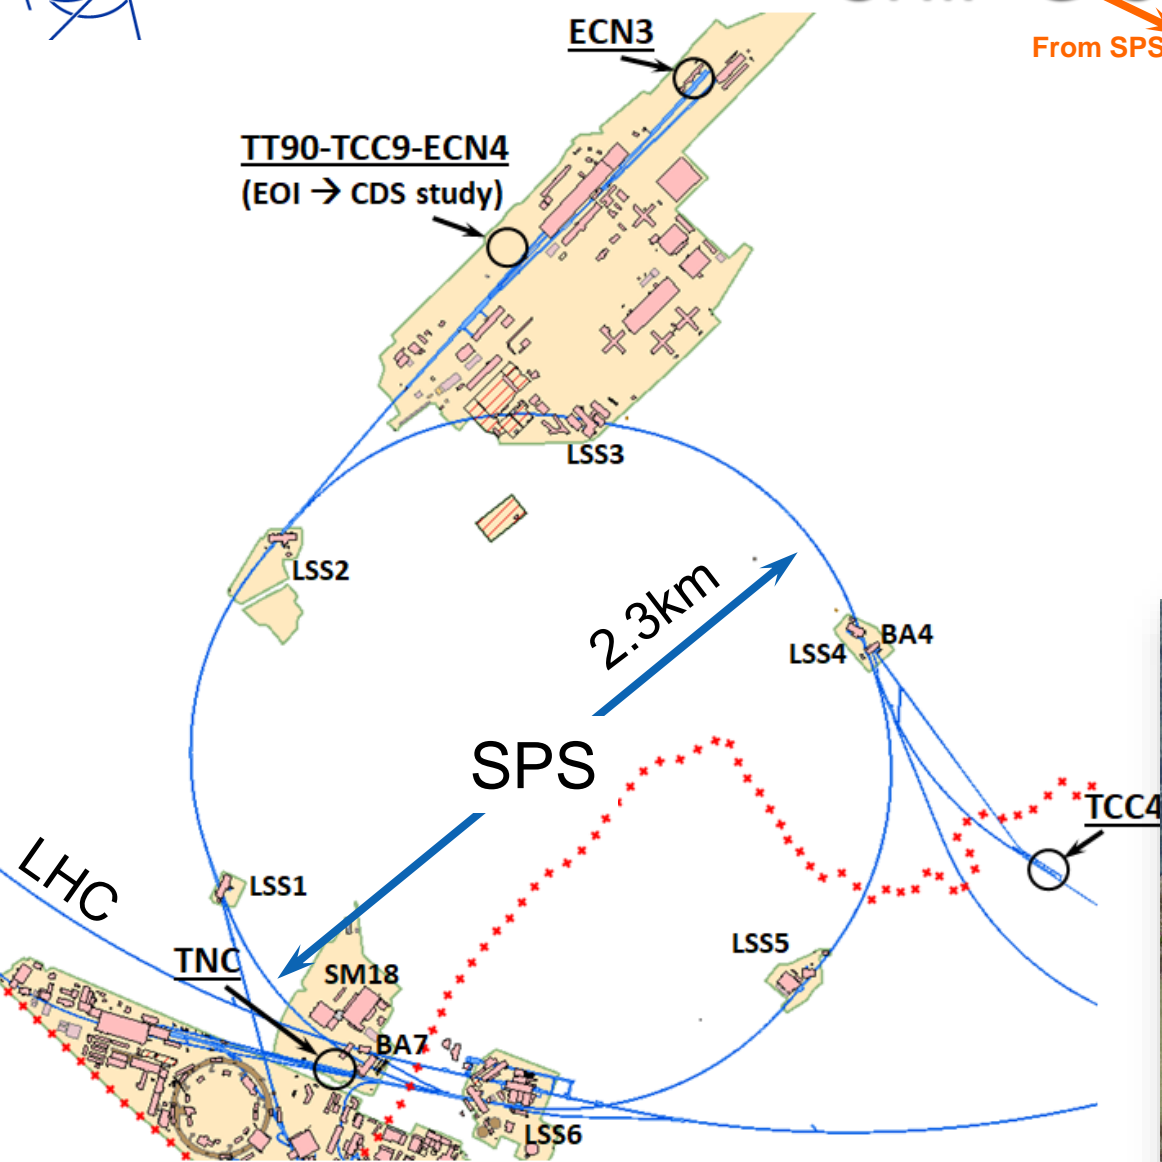 From SPS
ECN3
TT90-TCC9-ECN4
(EOI → CDS study)
LSS3
LSS2
2.3km
BA4
LSS4
SPS
TCC4
LHC
LSS1
LSS5
TNC
SM18
BA7
LSS6